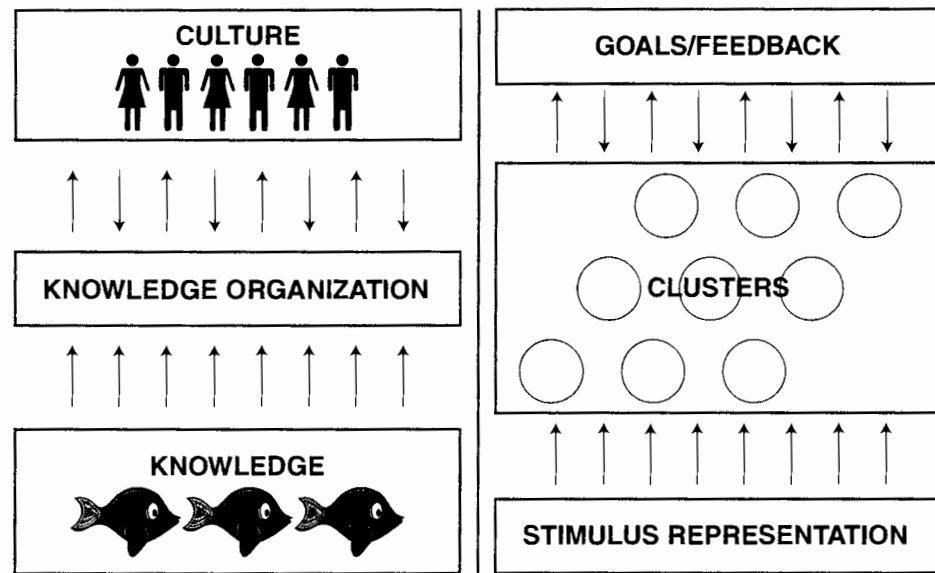 CULTURE
KNOWLEDGE ORGANIZATION
KNOWLEDGE
GOALS/FEEDBACK
CLUSTERS
STIMULUS REPRESENTATION